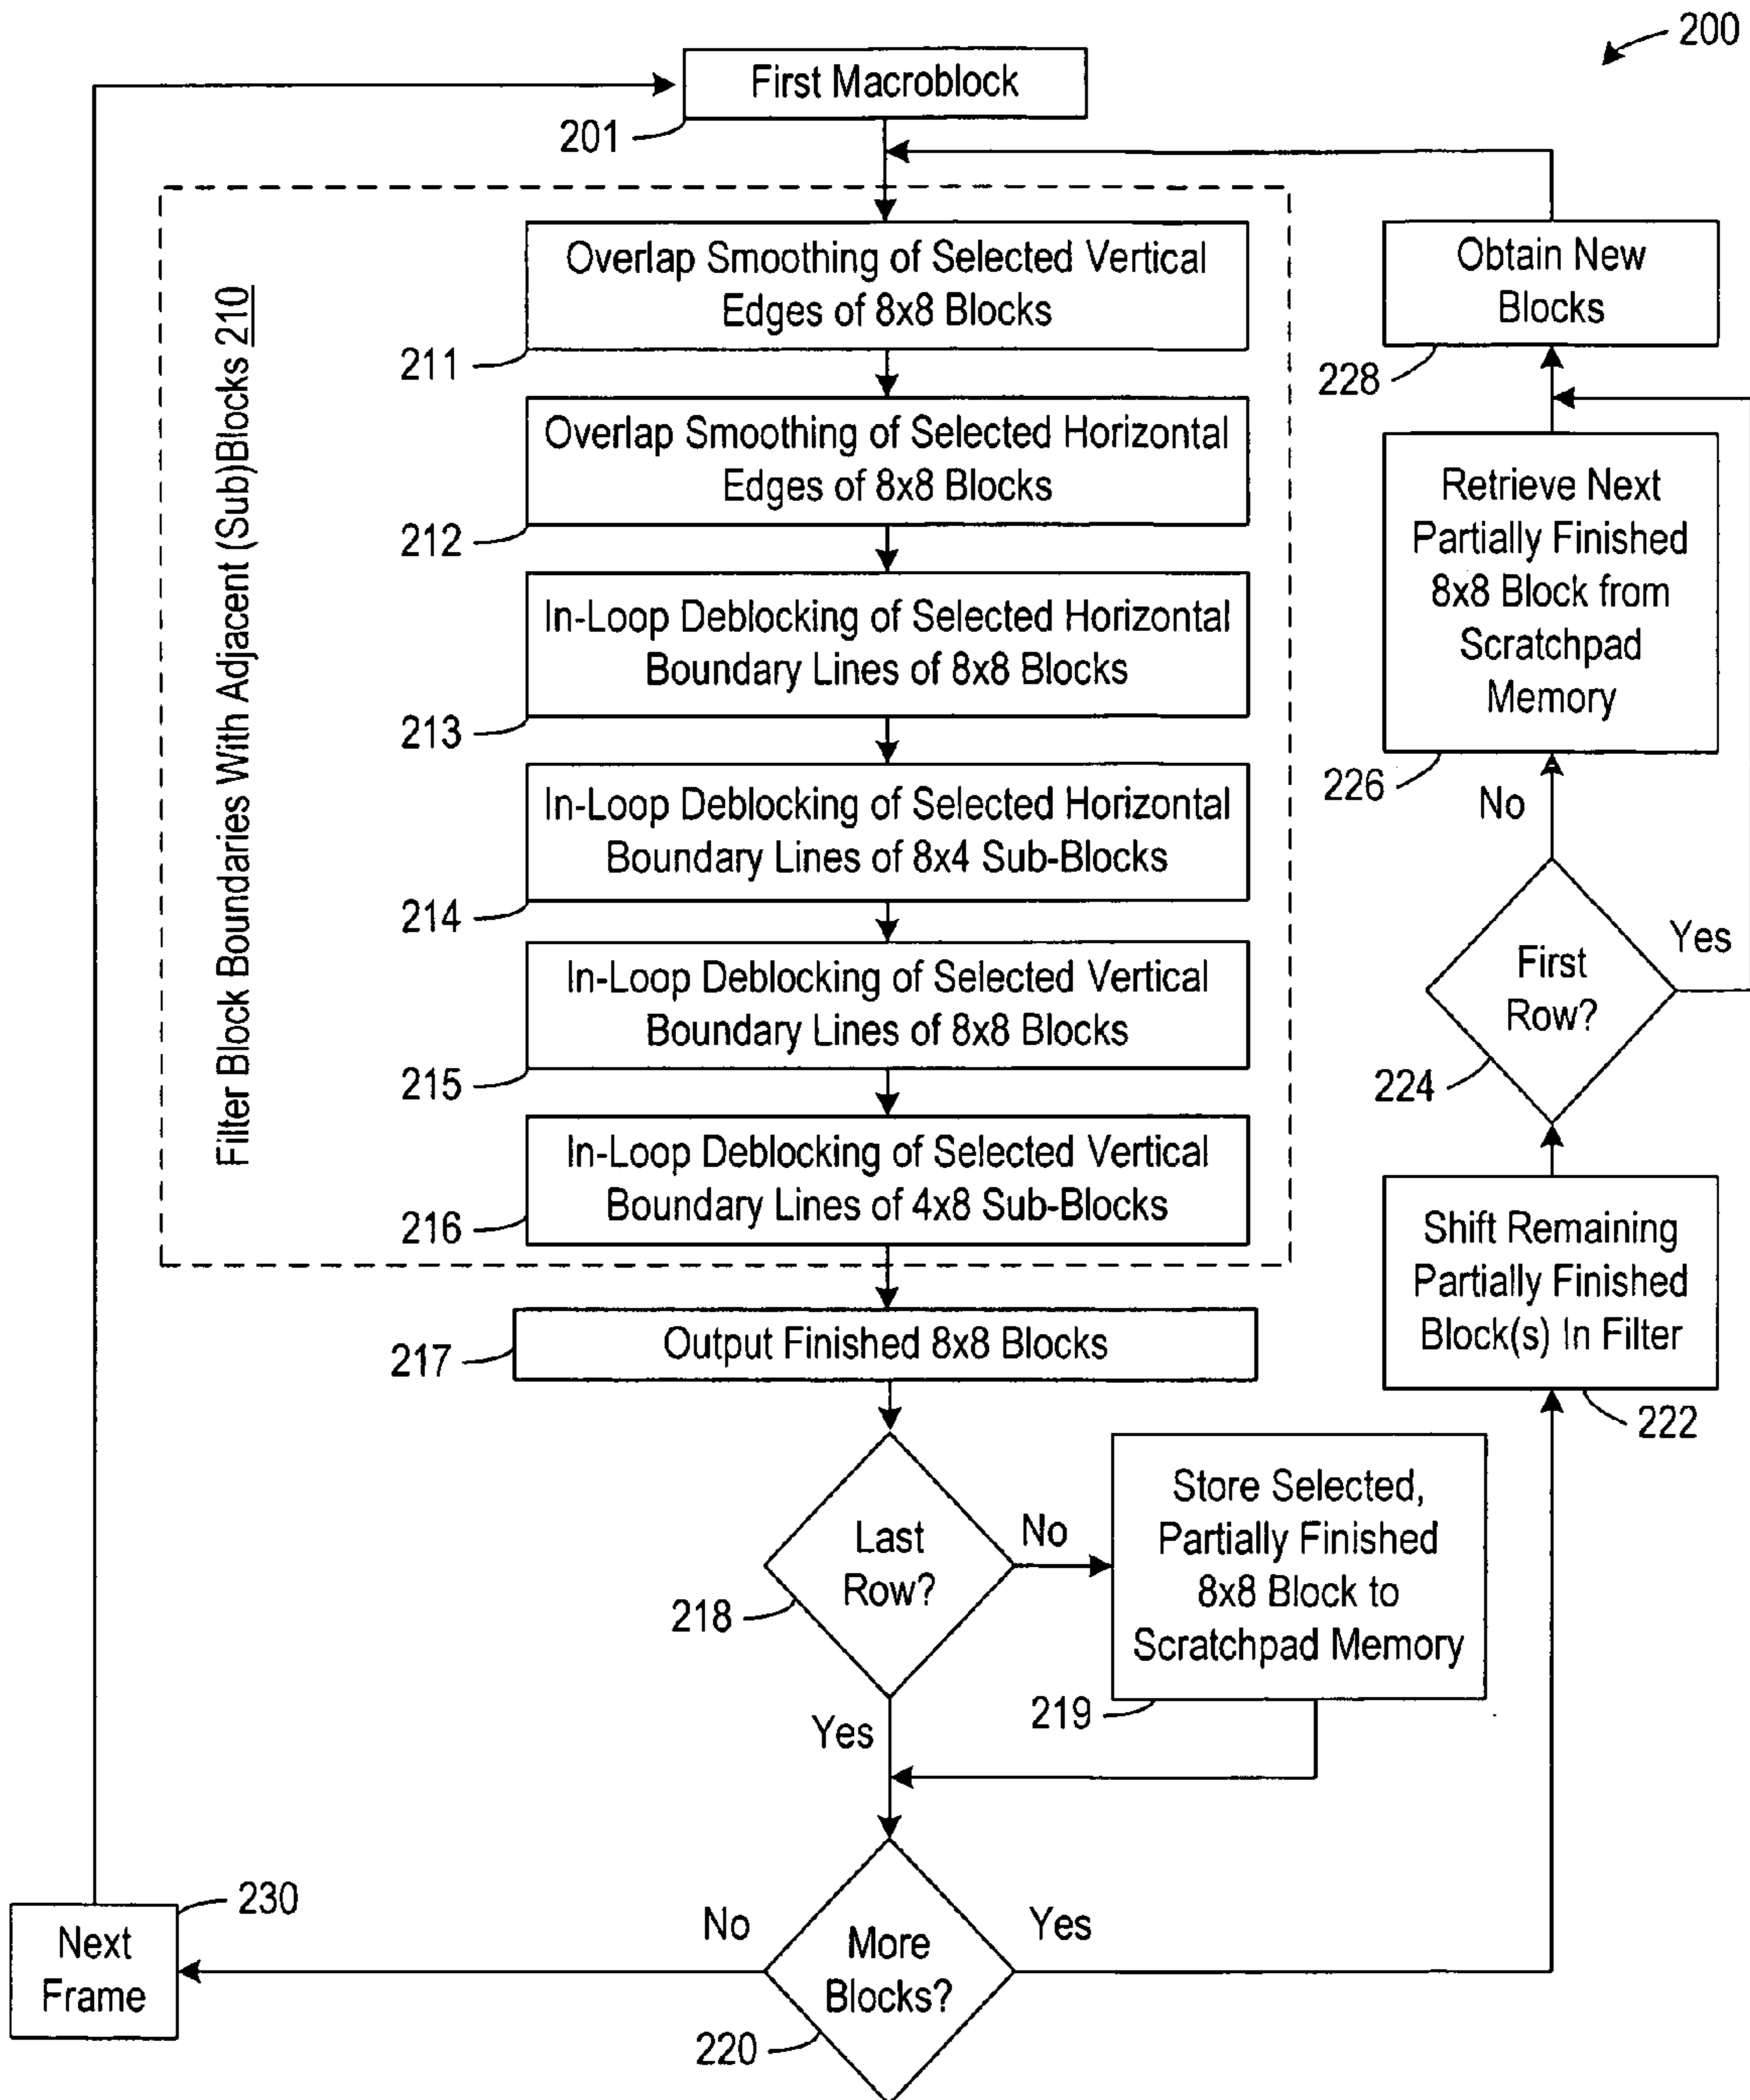 200
First Macroblock
201
Filter Block Boundaries With Adjacent (Sub)Blocks 210
Overlap Smoothing of Selected Vertical
Edges of 8x8 Blocks
211
Overlap Smoothing of Selected Horizontal
Edges of 8x8 Blocks
212
In-Loop Deblocking of Selected Horizontal
Boundary Lines of 8x8 Blocks
213
In-Loop Deblocking of Selected Horizontal
Boundary Lines of 8x4 Sub-Blocks
214
In-Loop Deblocking of Selected Vertical
Boundary Lines of 8x8 Blocks
215
In-Loop Deblocking of Selected Vertical
Boundary Lines of 4x8 Sub-Blocks
216
Output Finished 8x8 Blocks
217
Last
Row?
218
No
Yes
Store Selected,
Partially Finished
8x8 Block to
Scratchpad Memory
219
More
Blocks?
220
No
Yes
Next
Frame
230
Shift Remaining
Partially Finished
Block(s) In Filter
222
First
Row?
224
No
Yes
Retrieve Next
Partially Finished
8x8 Block from
Scratchpad
Memory
226
Obtain New
Blocks
228